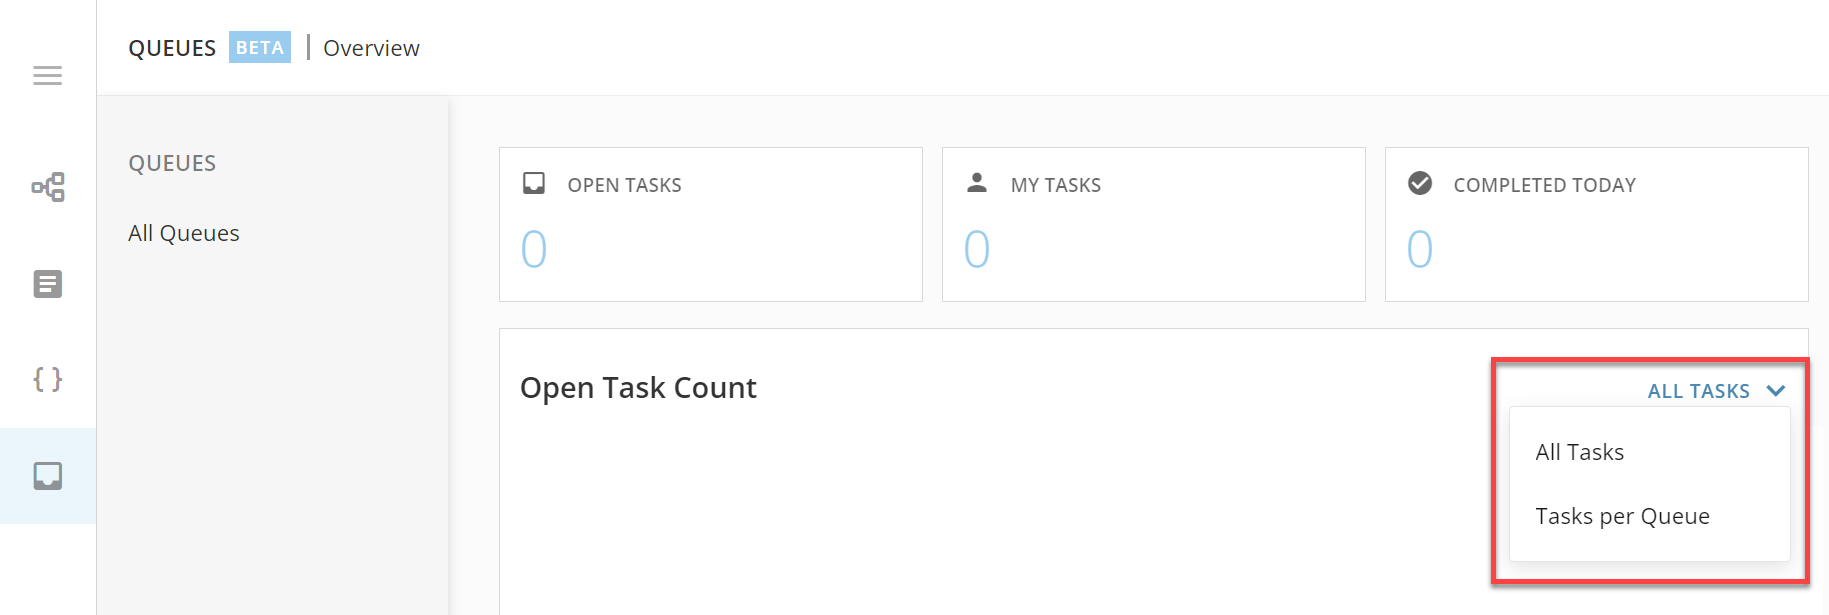 QUEUES BETA | Overview
QUEUES
All Queues
OPEN TASKS
0
MY TASKS
0
COMPLETED TODAY
0
Open Task Count
ALL TASKS
All Tasks
Tasks per Queue